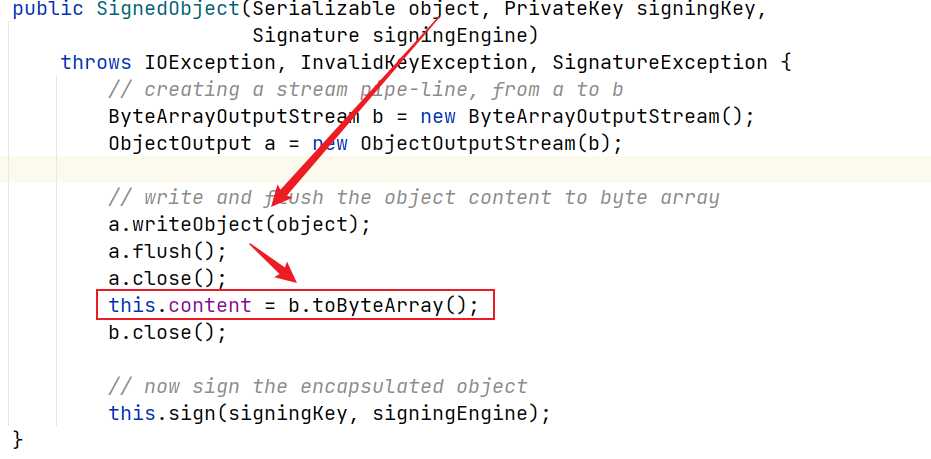 public SignedObject(Serializable object, PrivateKey signingKey,
Signature signingEngine)
throws IOException, InvalidKeyException, SignatureException {
// creating a stream pipe-line, from a to b
ByteArrayOutputStream b = new ByteArrayOutputStream();
ObjectOutput a = new ObjectOutputStream(b);
// write and flush the object content to byte array
a.writeObject(object);
a.flush();
a.close();
this.content = b.toByteArray();
b.close();
// now sign the encapsulated object
this.sign(signingKey, signingEngine);
}